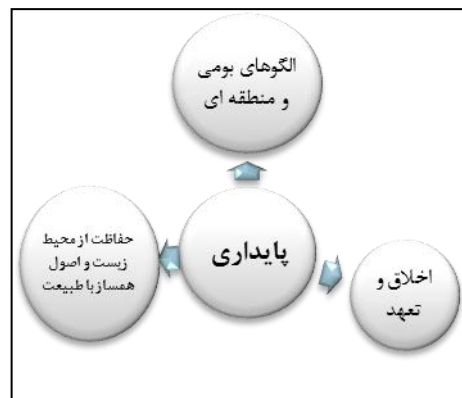 الگوهای بومی
و منطقه ای
پایداری
حفاظت از محیط
زیست و اصول
همساز با طبیعت
اخلاق و
تعهد